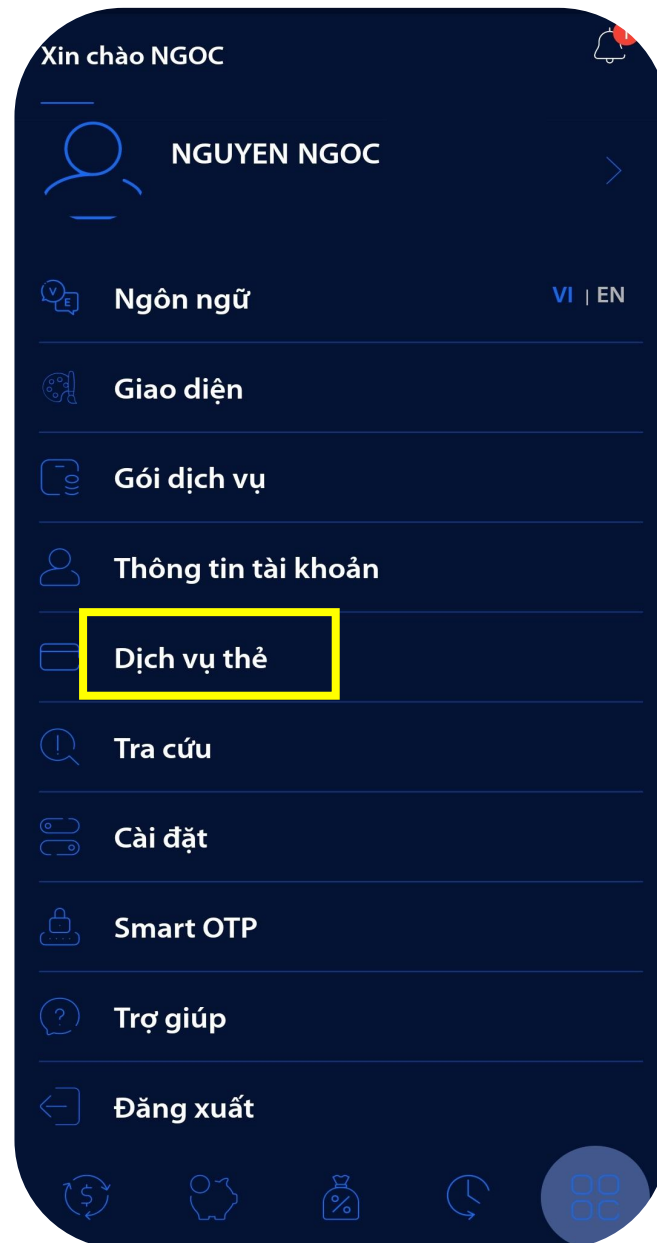 Xin chào NGOC
NGUYEN NGOC
Ngôn ngữ
VI | EN
Giao diện
Gói dịch vụ
Thông tin tài khoản
Dịch vụ thẻ
Tra cứu
Cài đặt
Smart OTP
Trợ giúp
Đăng xuất